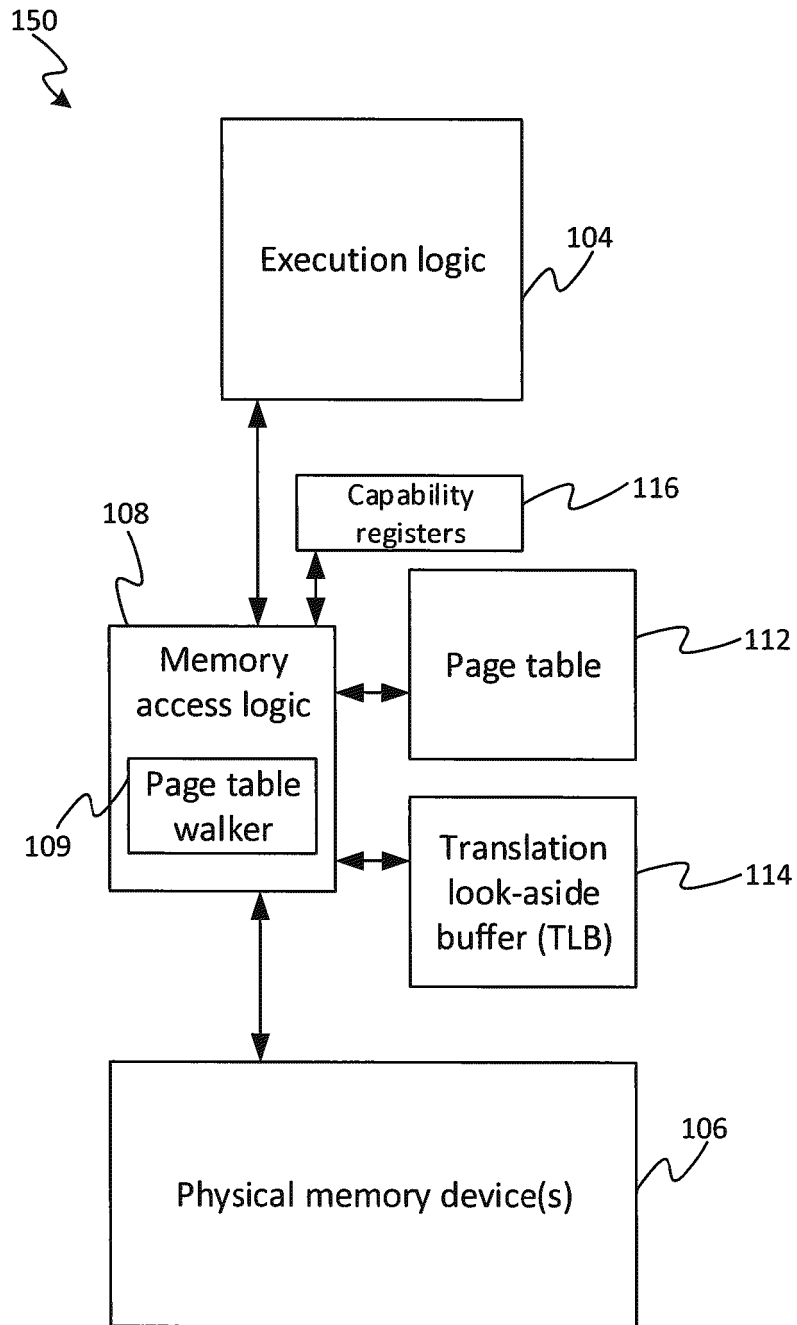 150
Execution logic
104
Capability
registers
116
108
Memory
access logic
Page table
112
Page table
walker
109
Translation
look-aside
buffer (TLB)
114
Physical memory device(s)
106